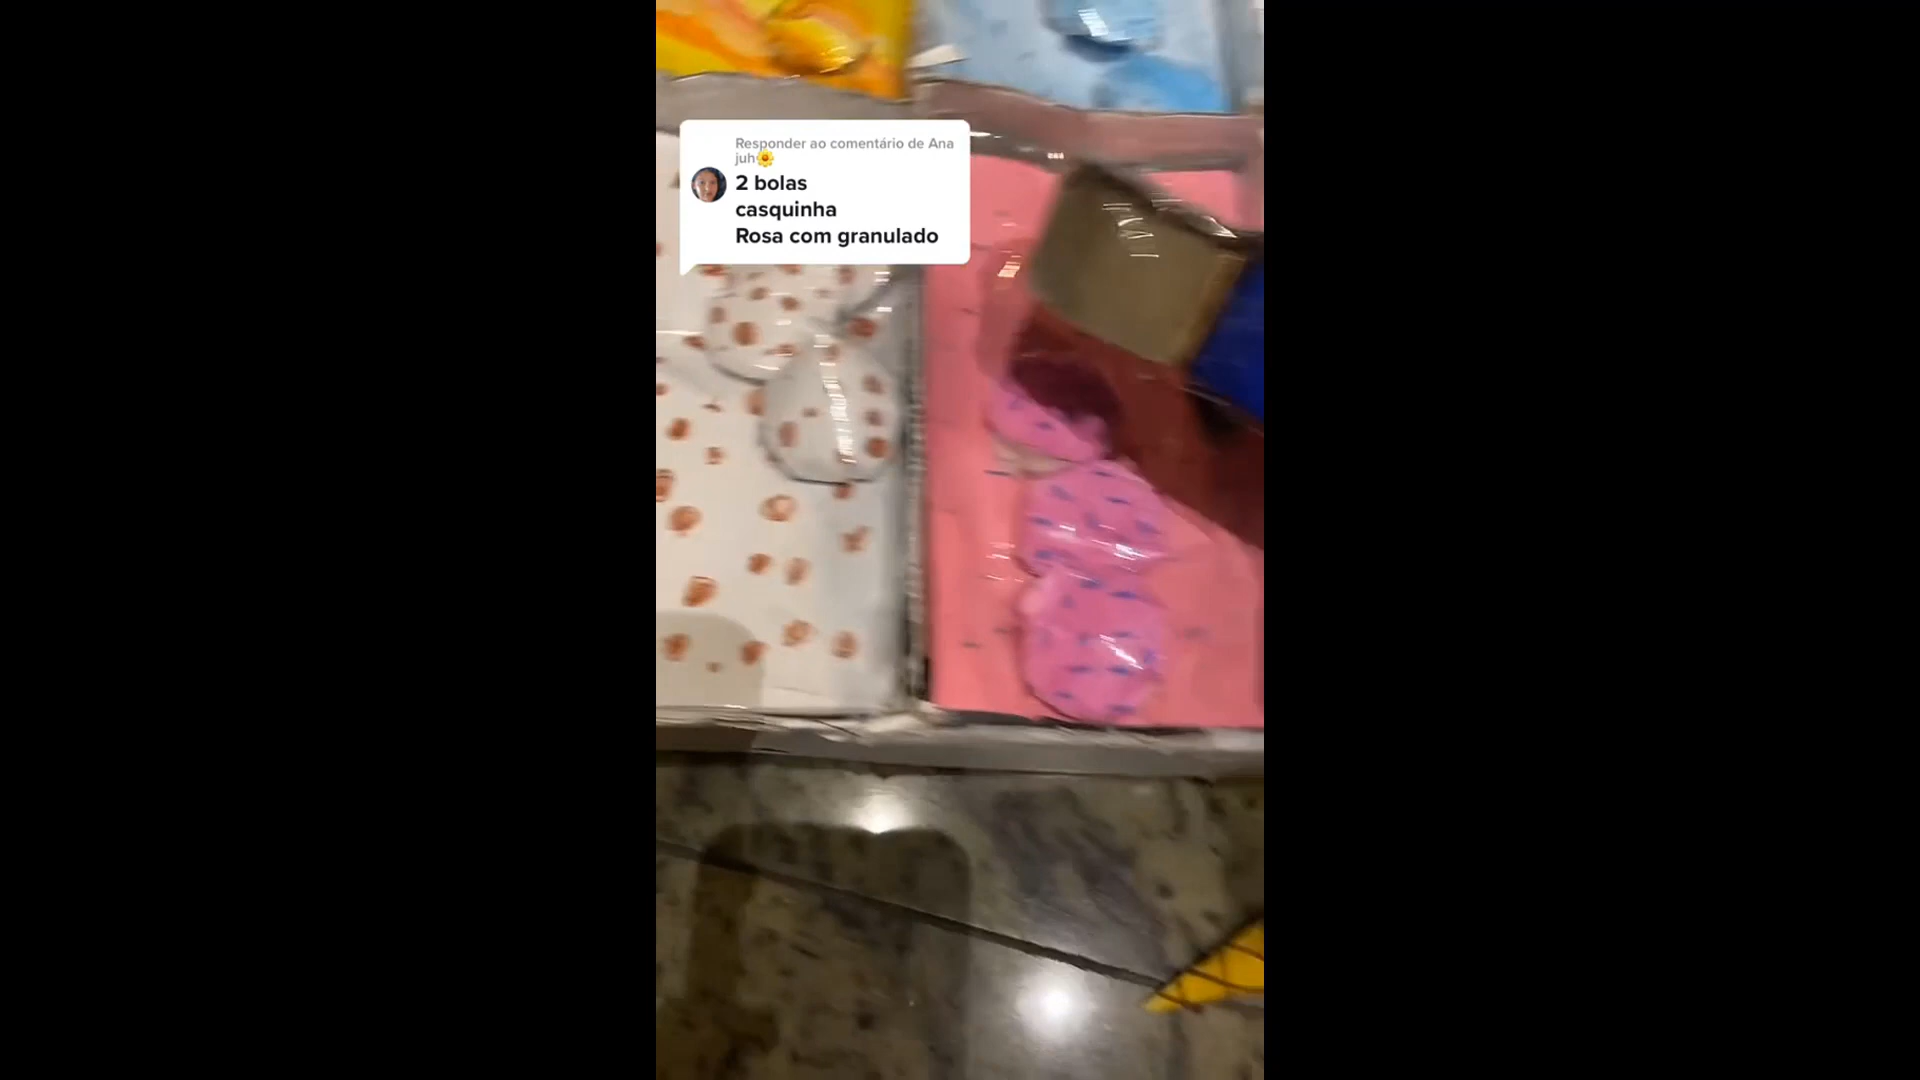 Responder ao comentário de Ana
juh🌼
2 bolas
casquinha
Rosa com granulado